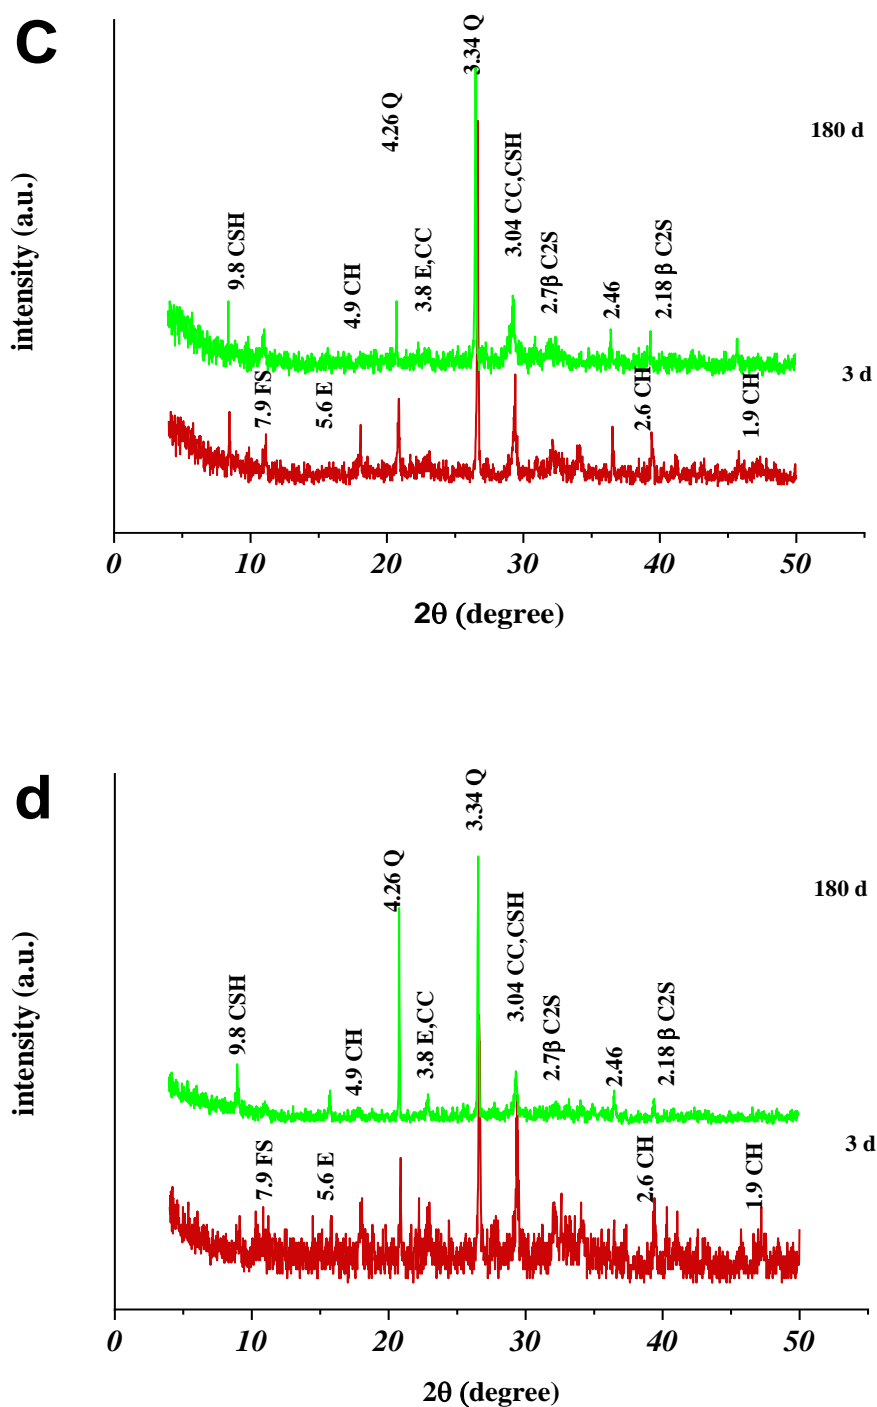 C
3.34 Q
4.26 Q
180 d
3.04 CC,CSH
9.8 CSH
4.9 CH
3.8 E,CC
2.7β C2S
2.46
2.18 β C2S
intensity (a.u.)
3 d
7.9 FS
5.6 E
2.6 CH
1.9 CH
0 10 20 30 40 50
2θ (degree)
d
3.34 Q
4.26 Q
180 d
3.04 CC,CSH
9.8 CSH
4.9 CH
3.8 E,CC
2.7β C2S
2.46
2.18 β C2S
intensity (a.u.)
3 d
7.9 FS
5.6 E
2.6 CH
1.9 CH
0 10 20 30 40 50
2θ (degree)